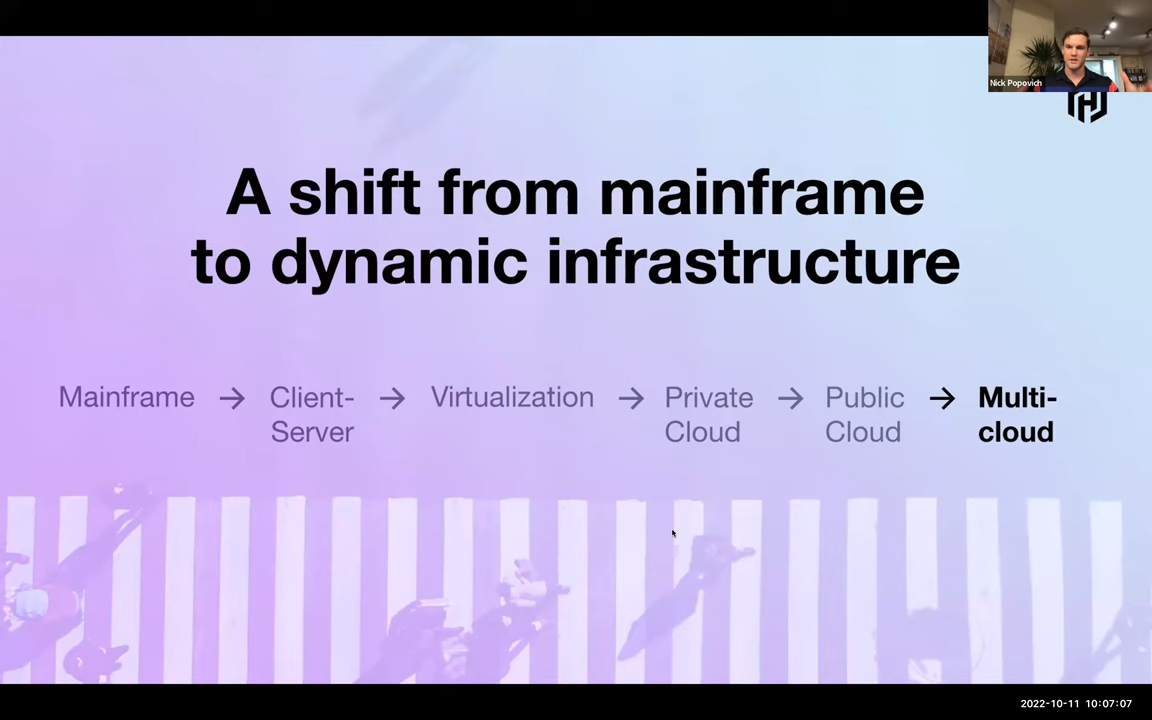 Nick Popovich
A shift from mainframe
to dynamic infrastructure
Mainframe → Client- → Virtualization → Private → Public → Multi-
Server Cloud Cloud cloud
2022-10-11 10:07:07